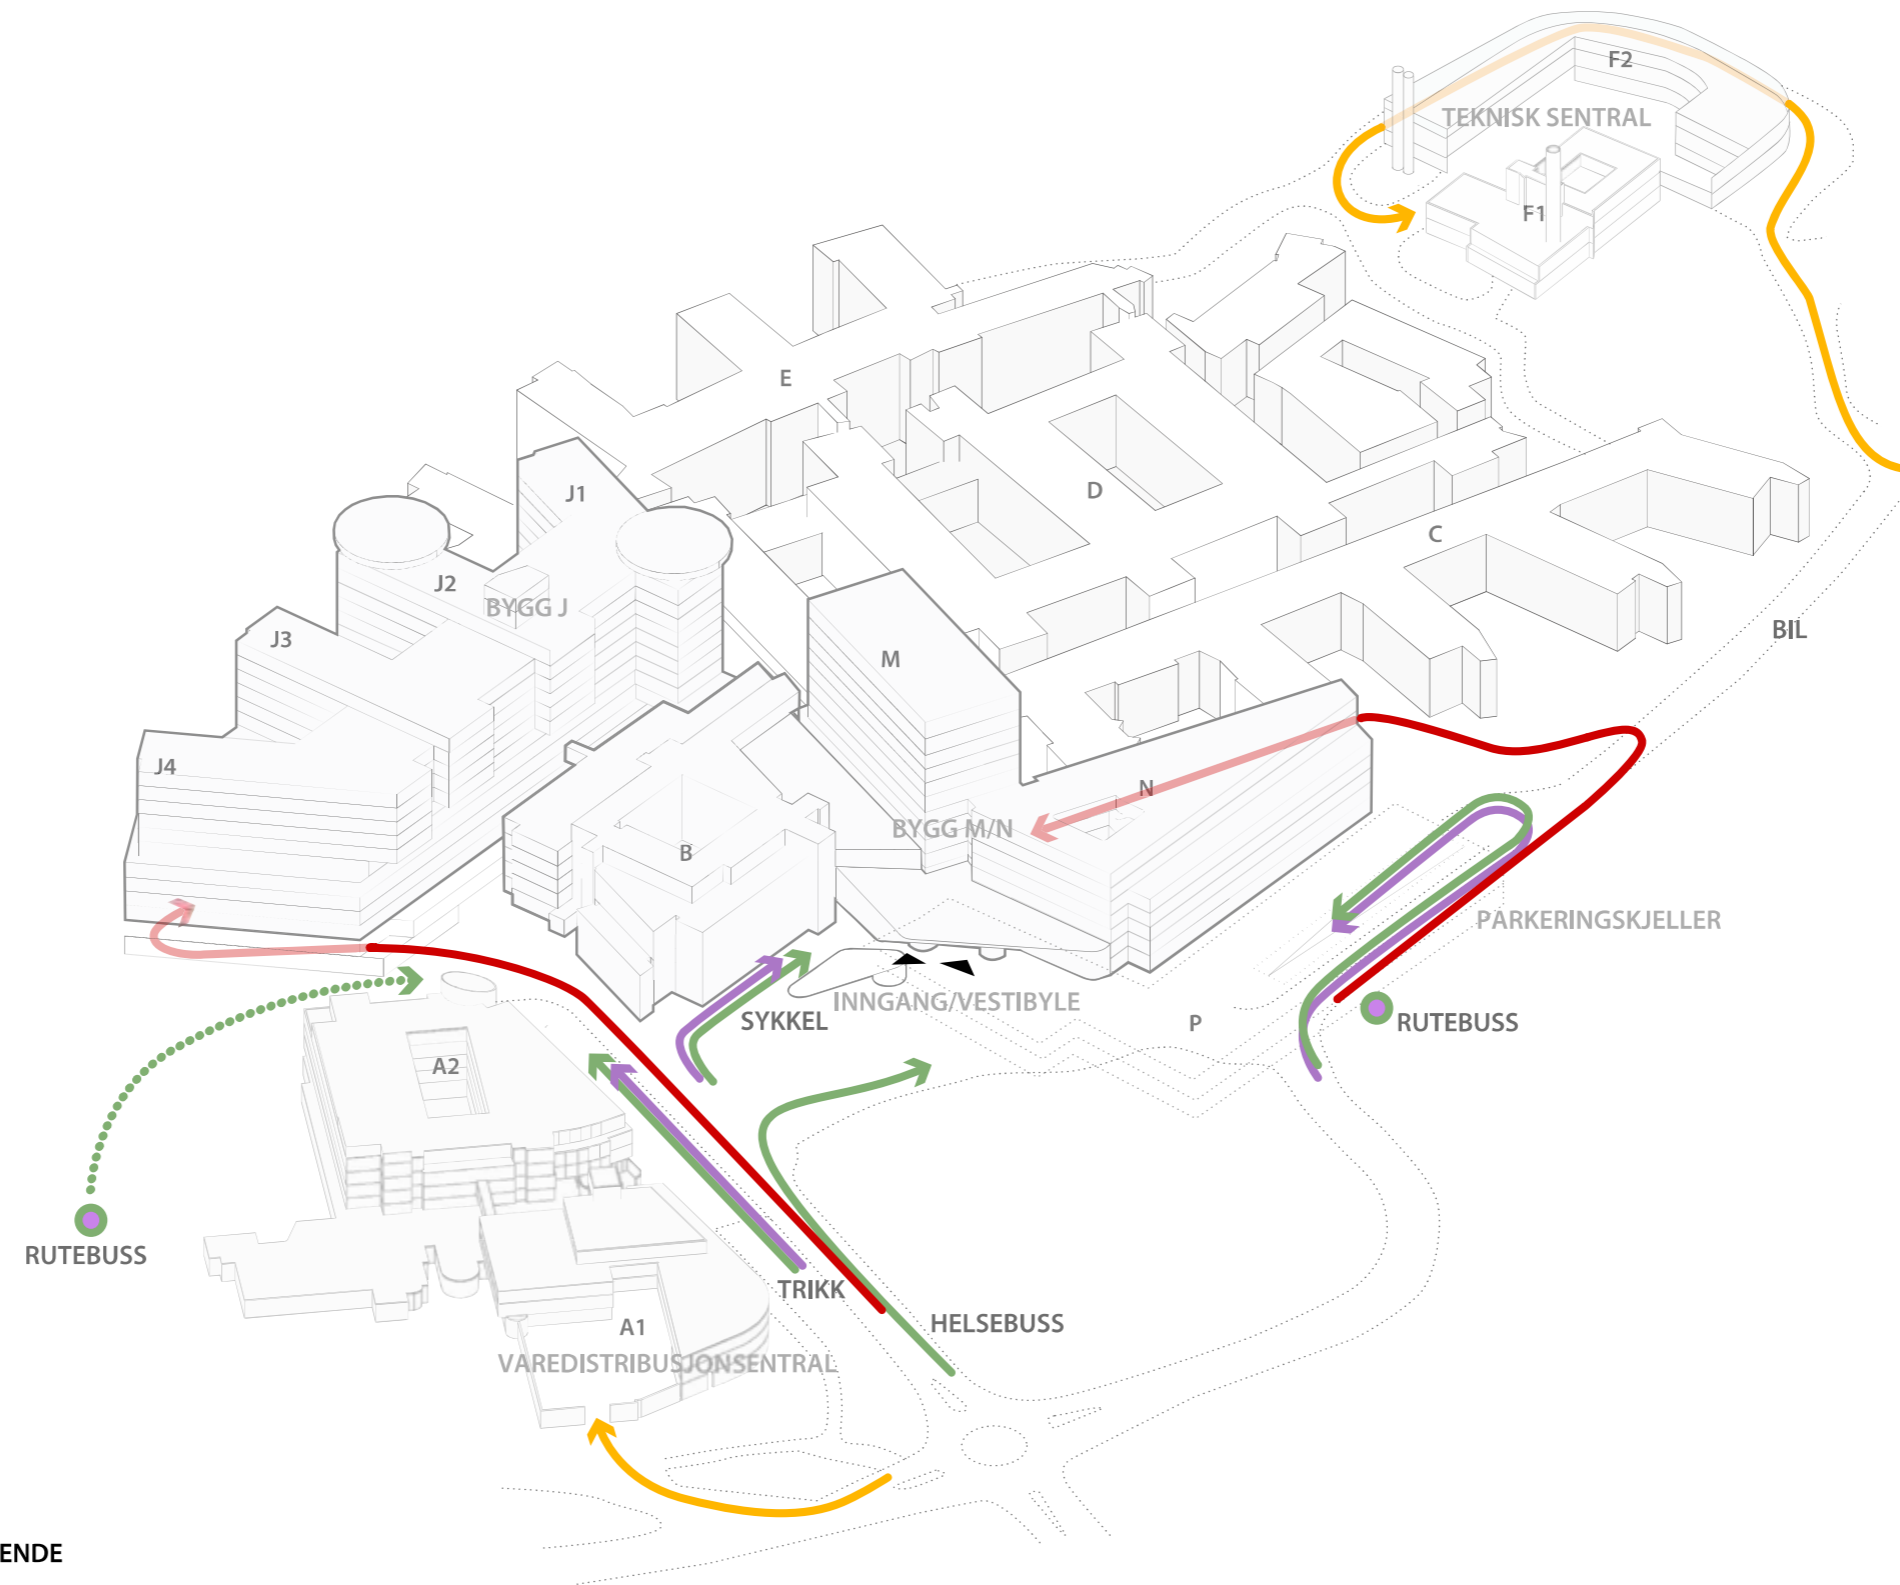 F2
TEKNISK SENTRAL
F1
E
J1
D
C
J2
BYGG J
BIL
J3
M
J4
N
BYGG M/N
B
PARKERINGSKJELLER
INNGANG/VESTIBYLE
SYKKEL
P
RUTEBUSS
A2
RUTEBUSS
TRIKK
HELSEBUSS
A1
VAREDISTRIBUSJONSENTRAL
ENDE